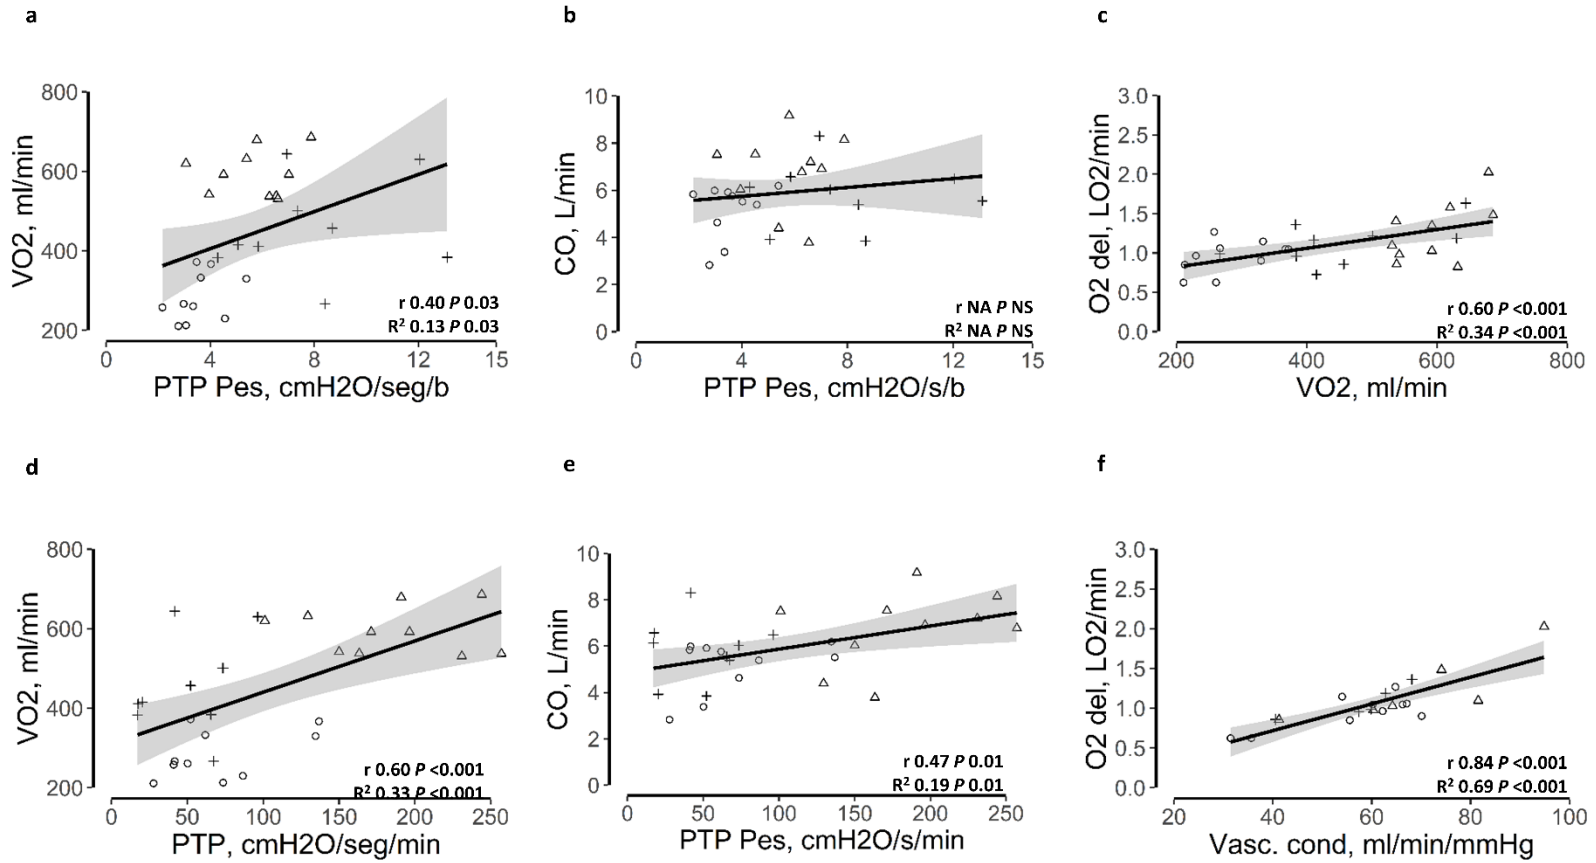 a
800
600
400
200
VO2, ml/min
r 0.40 P 0.03
R2 0.13 P 0.03
0 4 8 12 15
PTP Pes, cmH2O/seg/b
b
10
8
6
4
2
0
CO, L/min
r NA P NS
R2 NA P NS
0 4 8 12 15
PTP Pes, cmH2O/s/b
c
3.0
2.5
2.0
1.5
1.0
0.5
0.0
O2 del, LO2/min
r 0.60 P <0.001
R2 0.34 P <0.001
200 400 600 800
VO2, ml/min
d
800
600
400
200
VO2, ml/min
r 0.60 P <0.001
R2 0.33 P <0.001
0 50 100 150 200 250
PTP, cmH2O/seg/min
e
10
8
6
4
2
0
CO, L/min
r 0.47 P 0.01
R2 0.19 P 0.01
0 50 100 150 200 250
PTP Pes, cmH2O/s/min
f
3.0
2.5
2.0
1.5
1.0
0.5
0.0
O2 del, LO2/min
r 0.84 P <0.001
R2 0.69 P <0.001
20 40 60 80 100
Vasc. cond, ml/min/mmHg